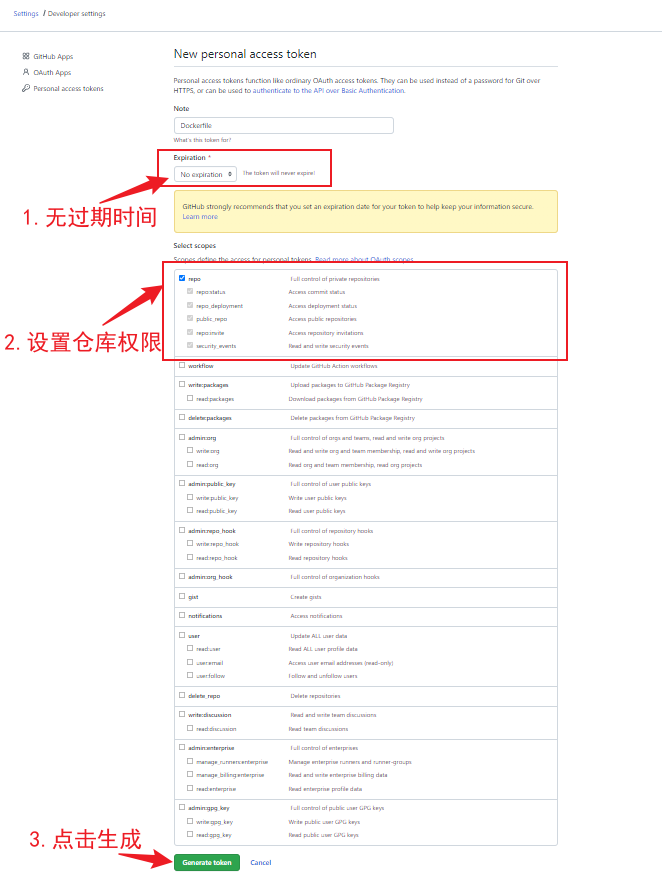 Settings / Developer settings
GitHub Apps
OAuth Apps
Personal access tokens
New personal access token
Personal access tokens function like ordinary OAuth access tokens. They can be used instead of a password for Git over
HTTPS, or can be used to authenticate to the API over Basic Authentication.
Note
Dockerfile
What's this token for?
Expiration *
No expiration The token will never expire!
1. 无过期时间
GitHub strongly recommends that you set an expiration date for your token to help keep your information secure.
Learn more
Select scopes
Scopes define the access for personal tokens. Read more about OAuth scopes.
2. 设置仓库权限
repo Full control of private repositories
repo:status Access commit status
repo_deployment Access deployment status
public_repo Access public repositories
repo:invite Access repository invitations
security_events Read and write security events
workflow Update GitHub Action workflows
write:packages Upload packages to GitHub Package Registry
read:packages Download packages from GitHub Package Registry
delete:packages Delete packages from GitHub Package Registry
admin:org Full control of orgs and teams, read and write org projects
write:org Read and write org and team membership, read and write org projects
read:org Read org and team membership, read org projects
admin:public_key Full control of user public keys
write:public_key Write user public keys
read:public_key Read user public keys
admin:repo_hook Full control of repository hooks
write:repo_hook Write repository hooks
read:repo_hook Read repository hooks
admin:org_hook Full control of organization hooks
gist Create gists
notifications Access notifications
user Update ALL user data
read:user Read ALL user profile data
user:email Access user email addresses (read-only)
user:follow Follow and unfollow users
delete_repo Delete repositories
write:discussion Read and write team discussions
read:discussion Read team discussions
admin:enterprise Full control of enterprises
manage_runners:enterprise Manage enterprise runners and runner-groups
manage_billing:enterprise Read and write enterprise billing data
read:enterprise Read enterprise profile data
admin:gpg_key Full control of public user GPG keys
write:gpg_key Write public user GPG keys
read:gpg_key Read public user GPG keys
3. 点击生成
Generate token Cancel